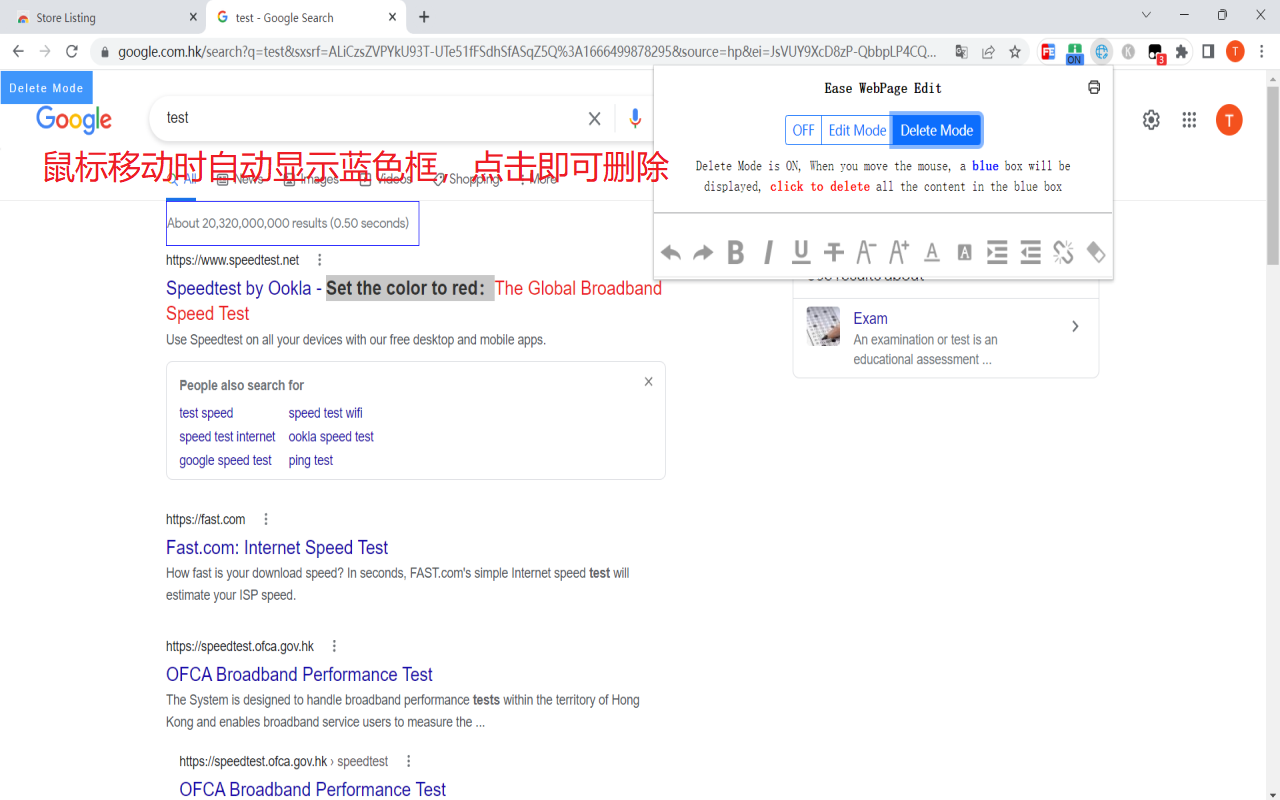 Store Listing
test - Google Search
google.com.hk/search?q=test&sxsrf=ALiCzsZVPYkU93T-UTe51fFSdhSfASqZ5Q%3A1666499878295&source=hp&ei=JsVUY9XcD8zP-QbbpLP4CQ...
ON
K
3
T
Delete Mode
Google
test
T
Ease WebPage Edit
OFF
Edit Mode
Delete Mode
Delete Mode is ON, When you move the mouse, a blue box will be
displayed, click to delete all the content in the blue box
B I U T A- A+ A A
鼠标移动时自动显示蓝色框，点击即可删除
All
News
Images
Videos
Shopping
More
About 20,320,000,000 results (0.50 seconds)
https://www.speedtest.net
Speedtest by Ookla - Set the color to red：The Global Broadband
Speed Test
Use Speedtest on all your devices with our free desktop and mobile apps.
People also search for
test speed
speed test wifi
speed test internet
ookla speed test
google speed test
ping test
See results about
Exam
An examination or test is an
educational assessment ...
https://fast.com
Fast.com: Internet Speed Test
How fast is your download speed? In seconds, FAST.com's simple Internet speed test will
estimate your ISP speed.
https://speedtest.ofca.gov.hk
OFCA Broadband Performance Test
The System is designed to handle broadband performance tests within the territory of Hong
Kong and enables broadband service users to measure the ...
https://speedtest.ofca.gov.hk › speedtest
OFCA Broadband Performance Test